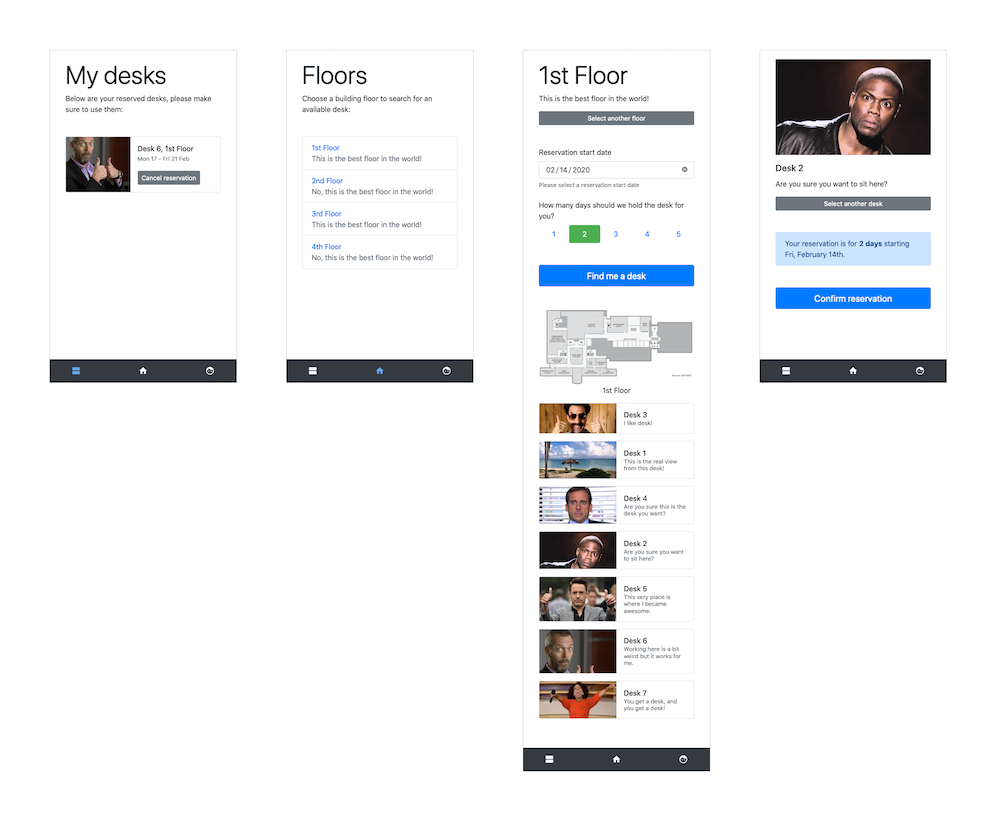 My desks
Below are your reserved desks, please make
sure to use them:
Desk 6, 1st Floor
Mon 17 - Fri 21 Feb
Cancel reservation
Floors
Choose a building floor to search for an
available desk:
1st Floor
This is the best floor in the world!
2nd Floor
No, this is the best floor in the world!
3rd Floor
This is the best floor in the world!
4th Floor
No, this is the best floor in the world!
1st Floor
This is the best floor in the world!
Select another floor
Reservation start date
02/14/2020
Please select a reservation start date
How many days should we hold the desk for
you?
1 2 3 4 5
Find me a desk
1st Floor
Desk 3
I like desk!
Desk 1
This is the real view
from this desk!
Desk 4
Are you sure this is the
desk you want?
Desk 2
Are you sure you want
to sit here?
Desk 5
This very place is
where I became
awesome.
Desk 6
Working here is a bit
weird but it works for
me.
Desk 7
You get a desk, and
you get a desk!
Desk 2
Are you sure you want to sit here?
Select another desk
Your reservation is for 2 days starting
Fri, February 14th.
Confirm reservation